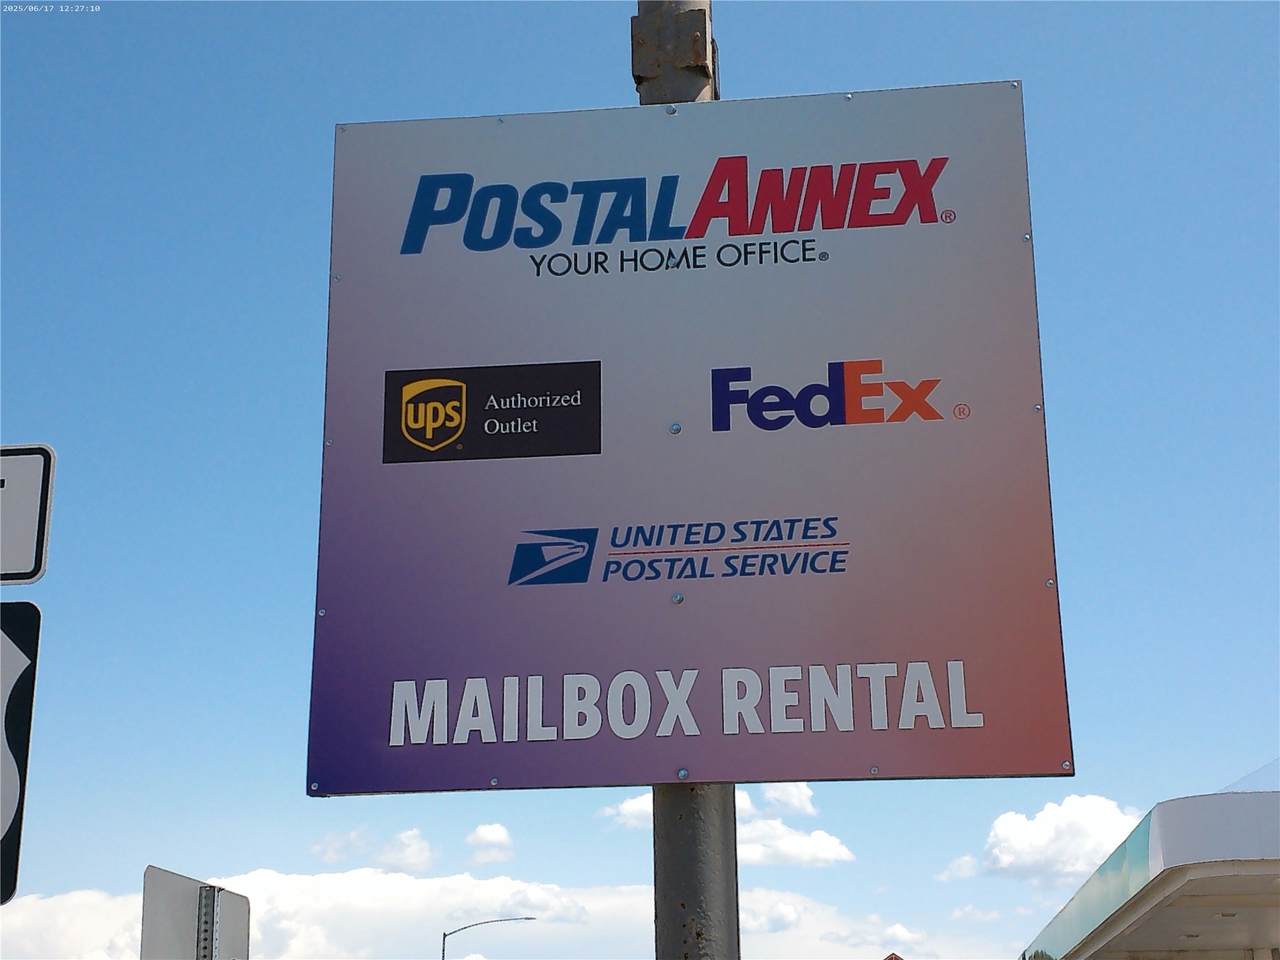 2025/06/17 12:27:10
POSTALANNEX®
YOUR HOME OFFICE®
ups
Authorized
Outlet
FedEx®
UNITED STATES
POSTAL SERVICE
MAILBOX RENTAL